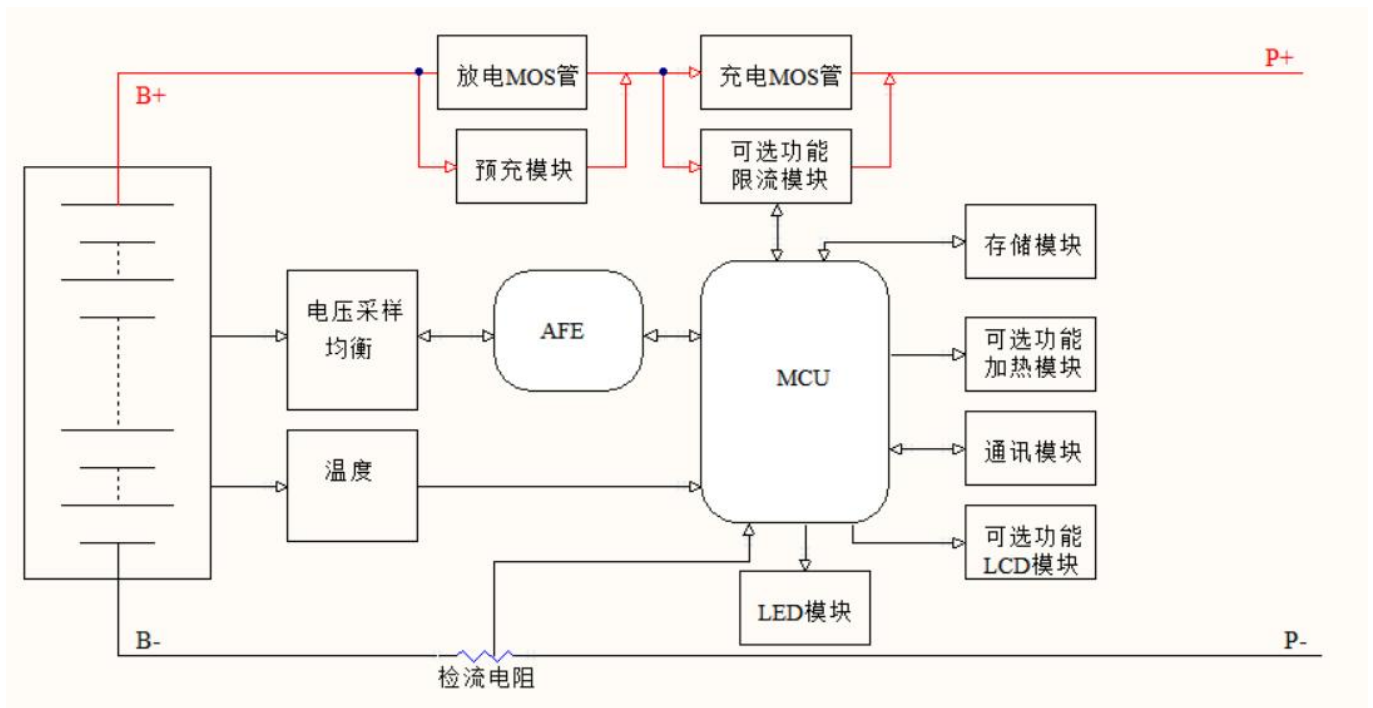 放电MOS管
充电MOS管
P+
B+
预充模块
可选功能
限流模块
存储模块
电压采样
均衡
AFE
MCU
可选功能
加热模块
温度
通讯模块
可选功能
LCD模块
LED模块
B-
P-
检流电阻